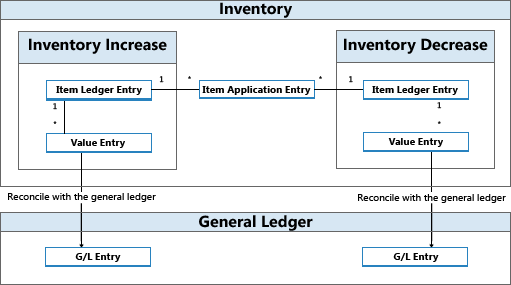 Inventory
Inventory Increase
Inventory Decrease
Item Ledger Entry
1
*
Item Application Entry
*
1
Item Ledger Entry
1
*
1
*
Value Entry
Value Entry
Reconcile with the general ledger
Reconcile with the general ledger
General Ledger
G/L Entry
G/L Entry